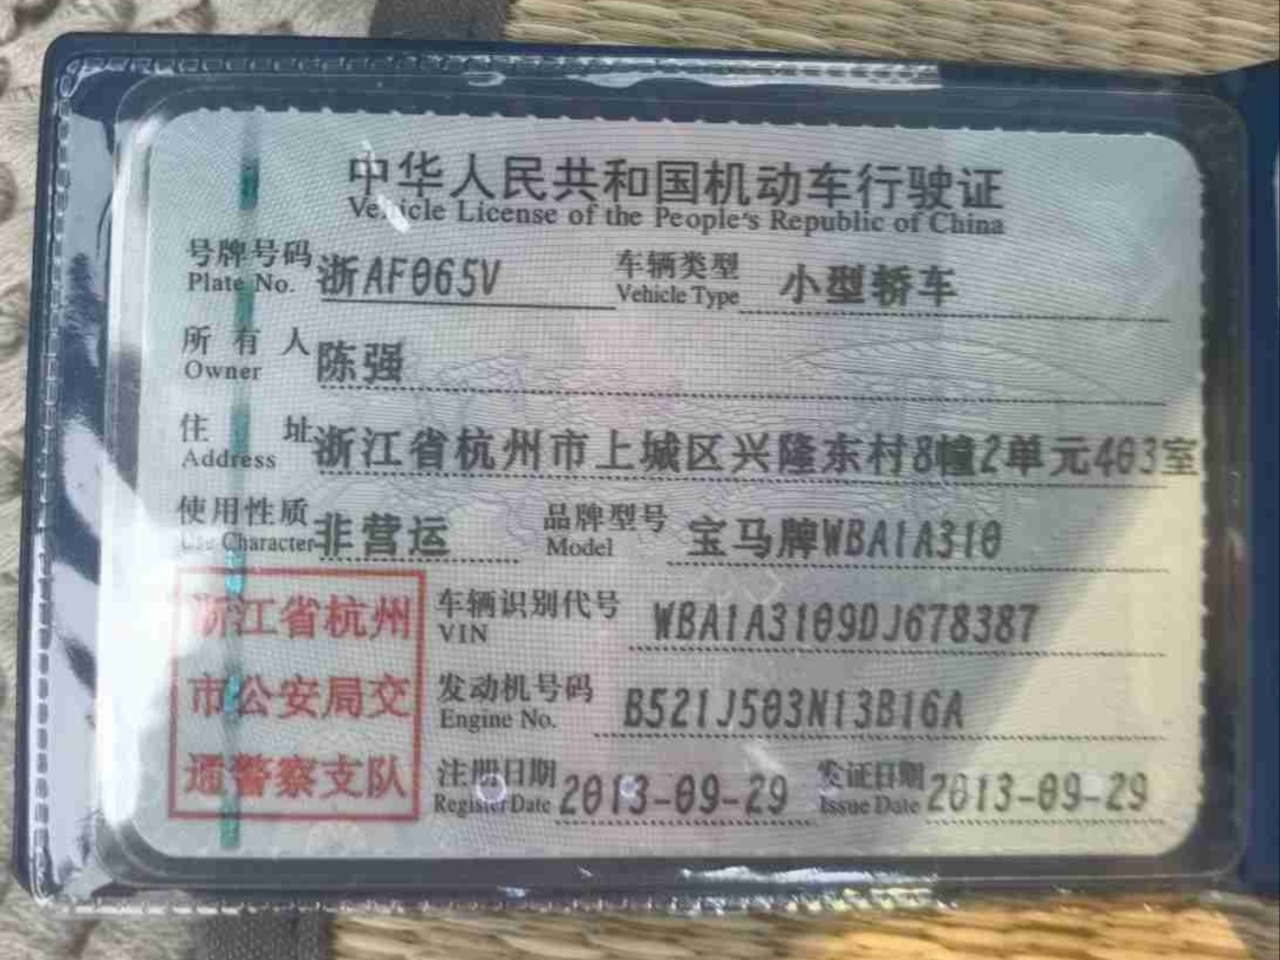 中华人民共和国机动车行驶证
Vehicle License of the People's Republic of China
号牌号码 浙AF065V 车辆类型 小型轿车
Plate No. Vehicle Type
所有人 陈强
Owner
住址 浙江省杭州市上城区兴隆东村8幢2单元403室
Address
使用性质 非营运 品牌型号 宝马牌WBA1A310
Use Character Model
浙江省杭州
市公安局交
通警察支队
车辆识别代号 WBA1A3109DJ678387
VIN
发动机号码 B521J503N13B16A
Engine No.
注册日期 2013-09-29 发证日期 2013-09-29
Register Date Issue Date